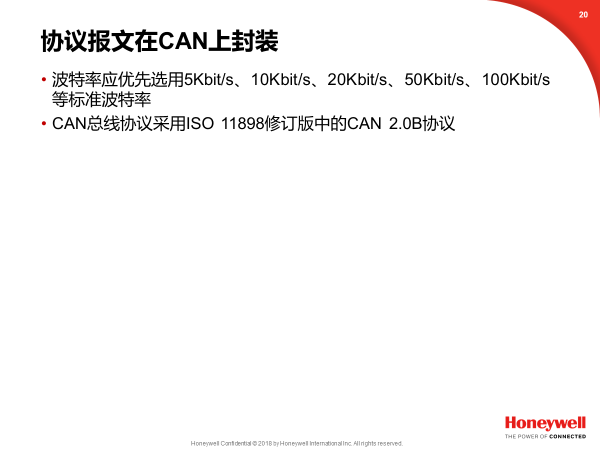 20
协议报文在CAN上封装
• 波特率应优先选用5Kbit/s、10Kbit/s、20Kbit/s、50Kbit/s、100Kbit/s
等标准波特率
• CAN总线协议采用ISO 11898修订版中的CAN 2.0B协议
Honeywell
THE POWER OF CONNECTED
Honeywell Confidential © 2018 by Honeywell International Inc. All rights reserved.